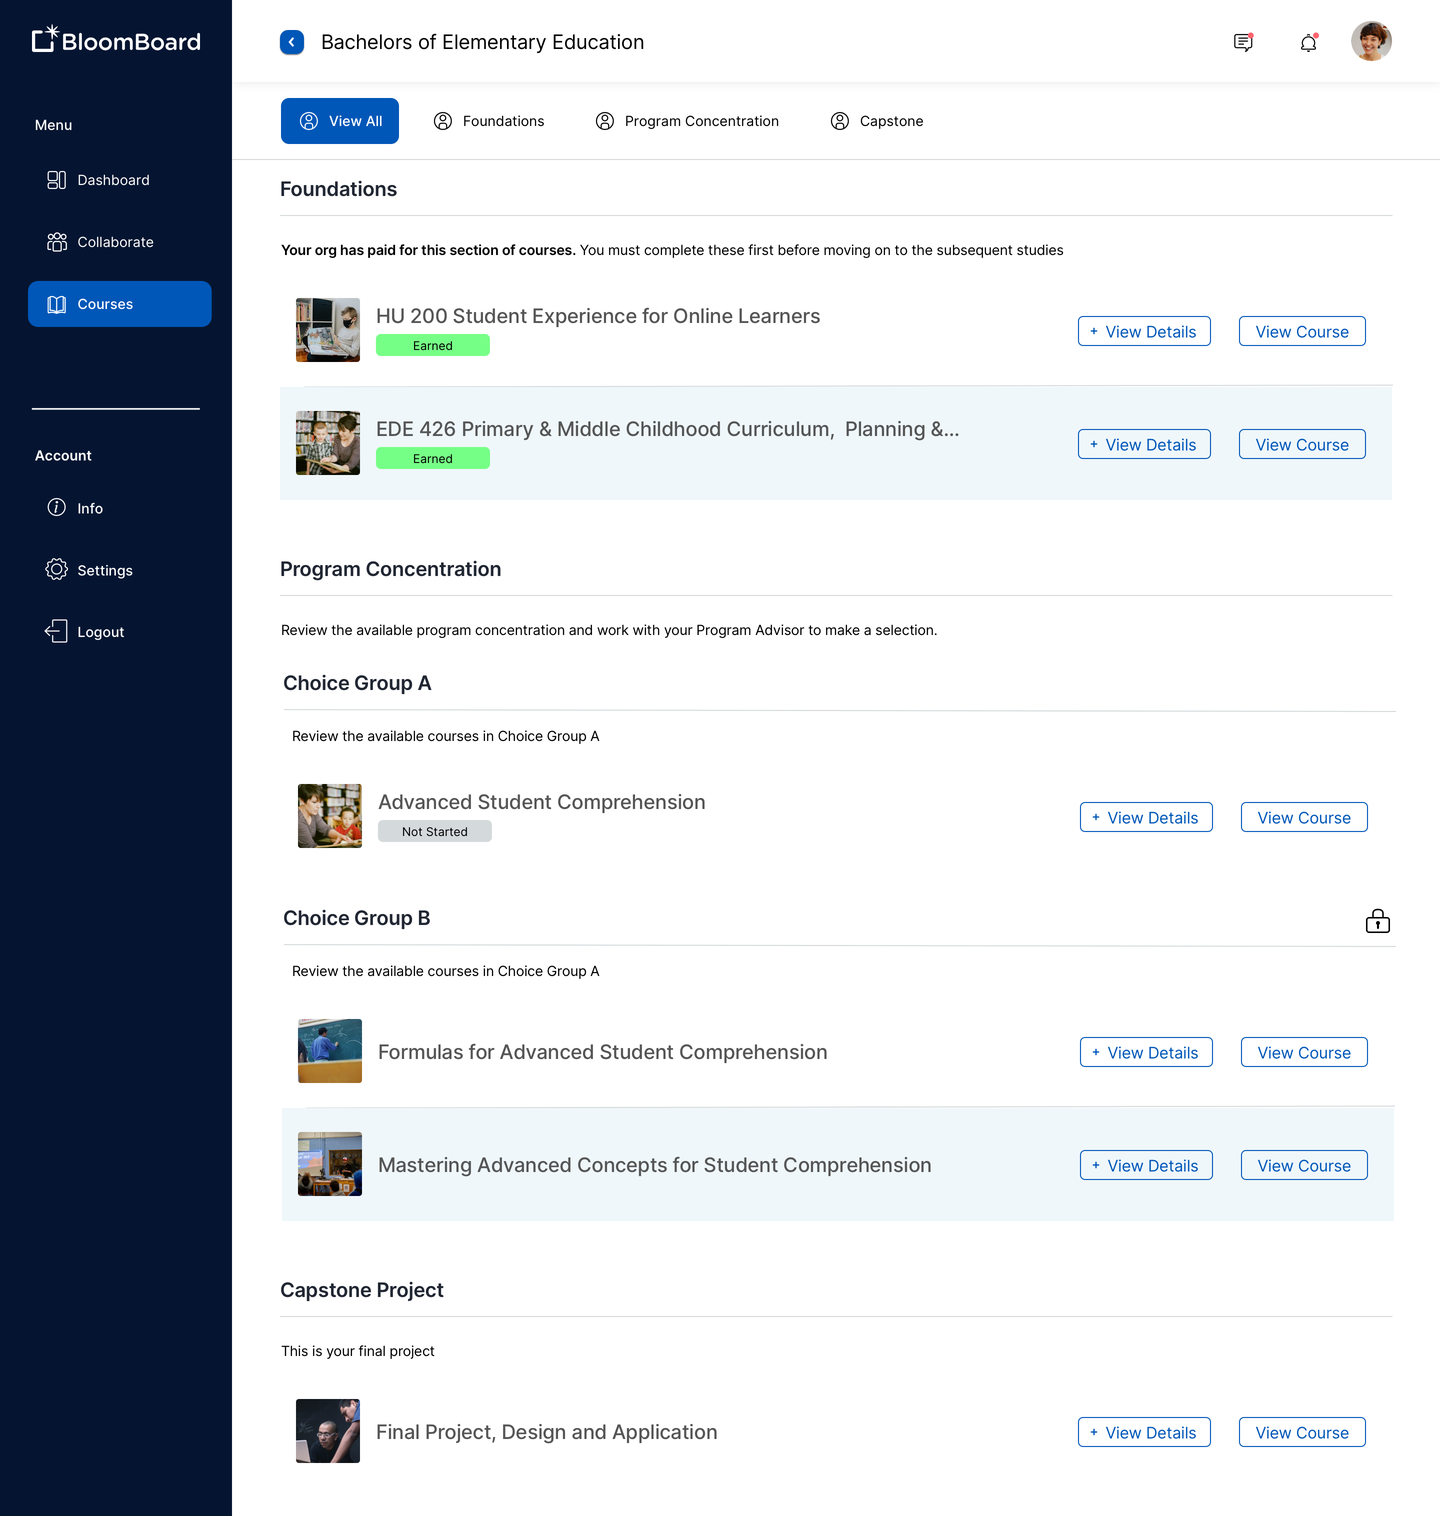 BloomBoard
Bachelors of Elementary Education
Menu
Dashboard
Collaborate
Courses
Account
Info
Settings
Logout
View All
Foundations
Program Concentration
Capstone
Foundations
Your org has paid for this section of courses. You must complete these first before moving on to the subsequent studies
HU 200 Student Experience for Online Learners
Earned
+ View Details
View Course
EDE 426 Primary & Middle Childhood Curriculum, Planning &...
Earned
+ View Details
View Course
Program Concentration
Review the available program concentration and work with your Program Advisor to make a selection.
Choice Group A
Review the available courses in Choice Group A
Advanced Student Comprehension
Not Started
+ View Details
View Course
Choice Group B
Review the available courses in Choice Group A
Formulas for Advanced Student Comprehension
+ View Details
View Course
Mastering Advanced Concepts for Student Comprehension
+ View Details
View Course
Capstone Project
This is your final project
Final Project, Design and Application
+ View Details
View Course